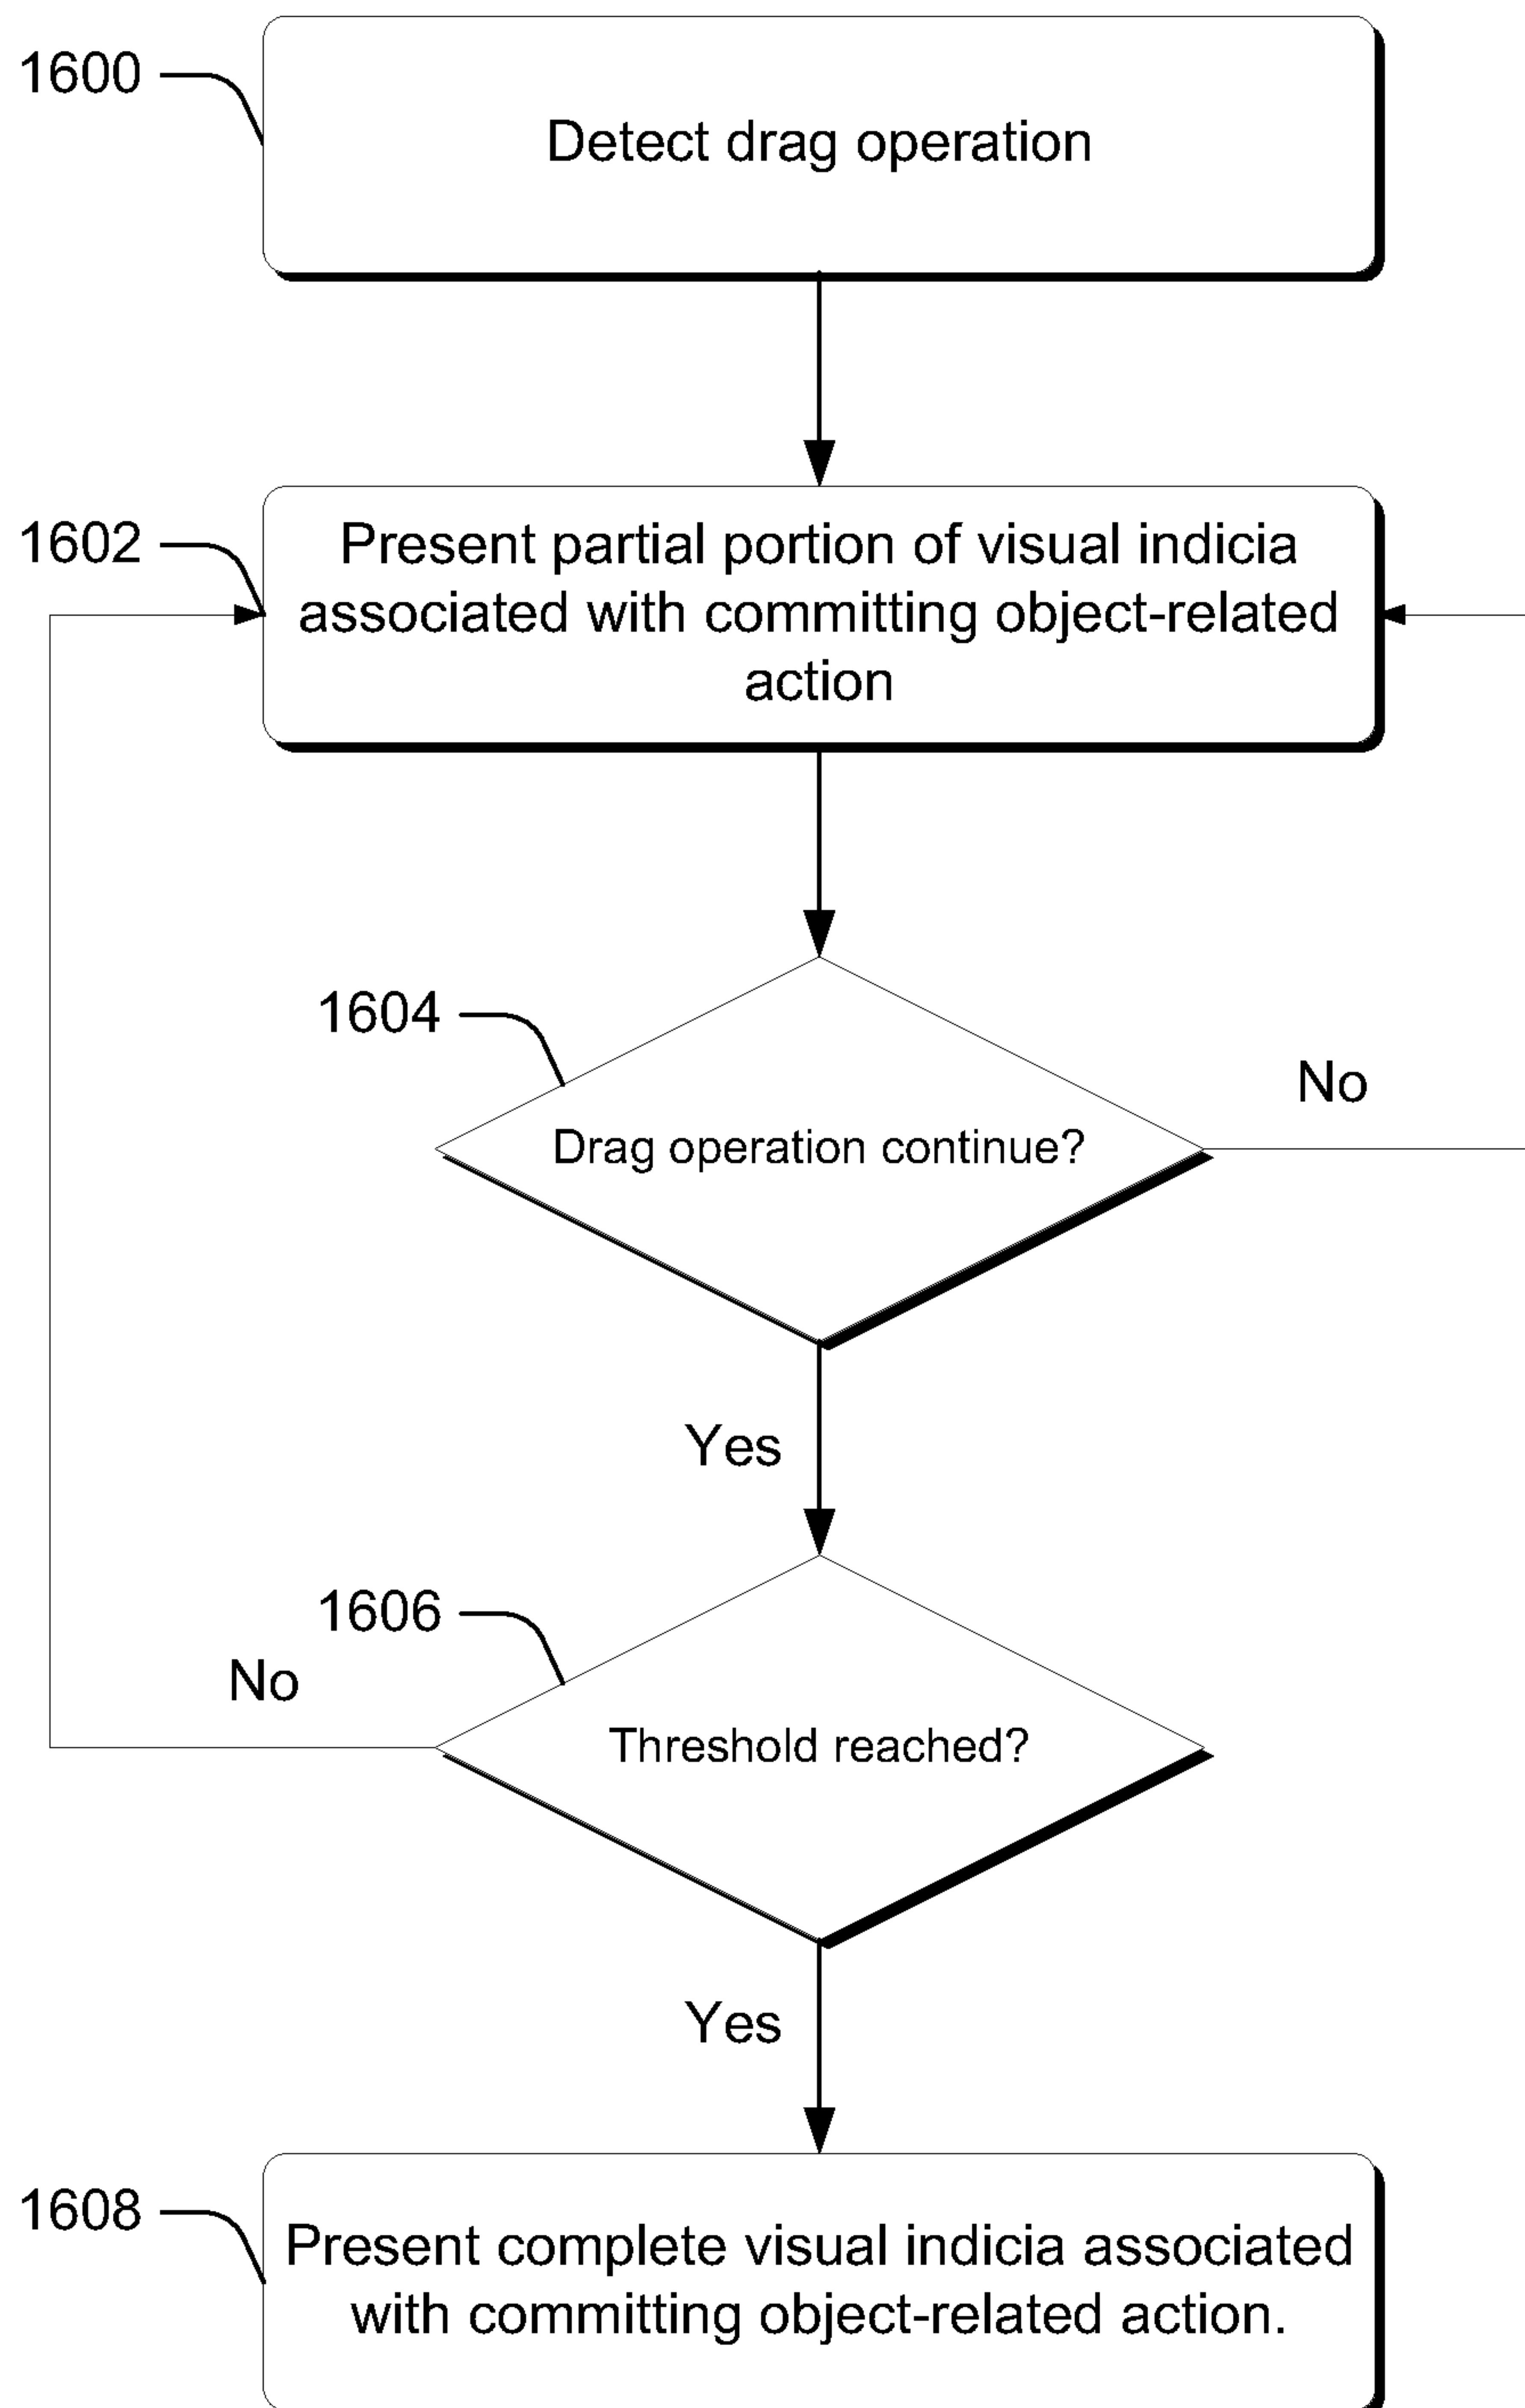 1600
Detect drag operation
1602
Present partial portion of visual indicia
associated with committing object-related
action
1604
Drag operation continue?
No
Yes
1606
No
Threshold reached?
Yes
1608
Present complete visual indicia associated
with committing object-related action.